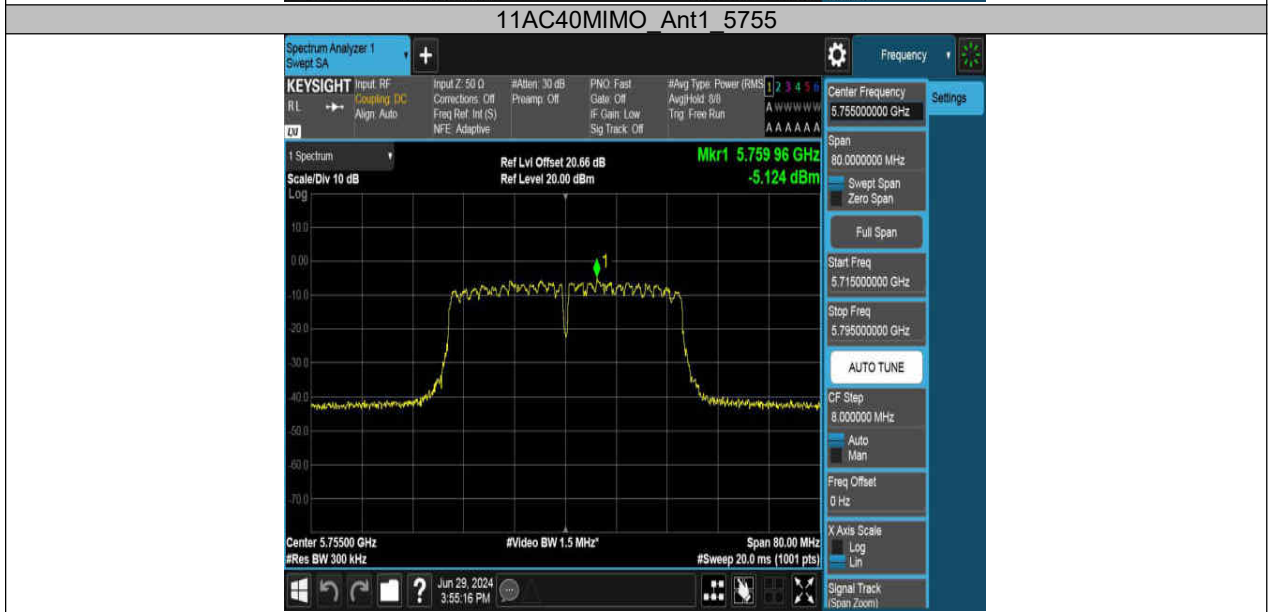 11AC40MIMO_Ant1_5755
Spectrum Analyzer 1
Swept SA
+
Frequency
KEYSIGHT
RL
LXI
Input: RF
Coupling: DC
Align: Auto
Input Z: 50 Ω
Corrections: Off
Freq Ref: Int (S)
NFE: Adaptive
#Atten: 30 dB
Preamp: Off
PNO: Fast
Gate: Off
IF Gain: Low
Sig Track: Off
#Avg Type: Power (RMS
Avg|Hold: 8/8
Trig: Free Run
1 2 3 4 5 6
A W W W W W
A A A A A A
Center Frequency
5.755000000 GHz
Settings
Span
80.0000000 MHz
Swept Span
Zero Span
Full Span
Start Freq
5.715000000 GHz
Stop Freq
5.795000000 GHz
AUTO TUNE
CF Step
8.000000 MHz
Auto
Man
Freq Offset
0 Hz
X Axis Scale
Log
Lin
Signal Track
(Span Zoom)
1 Spectrum
Scale/Div 10 dB
Log
Ref Lvl Offset 20.66 dB
Ref Level 20.00 dBm
Mkr1 5.759 96 GHz
-5.124 dBm
1
10.0
0.00
-10.0
-20.0
-30.0
-40.0
-50.0
-60.0
-70.0
Center 5.75500 GHz
#Res BW 300 kHz
#Video BW 1.5 MHz*
Span 80.00 MHz
#Sweep 20.0 ms (1001 pts)
?
Jun 29, 2024
3:55:16 PM